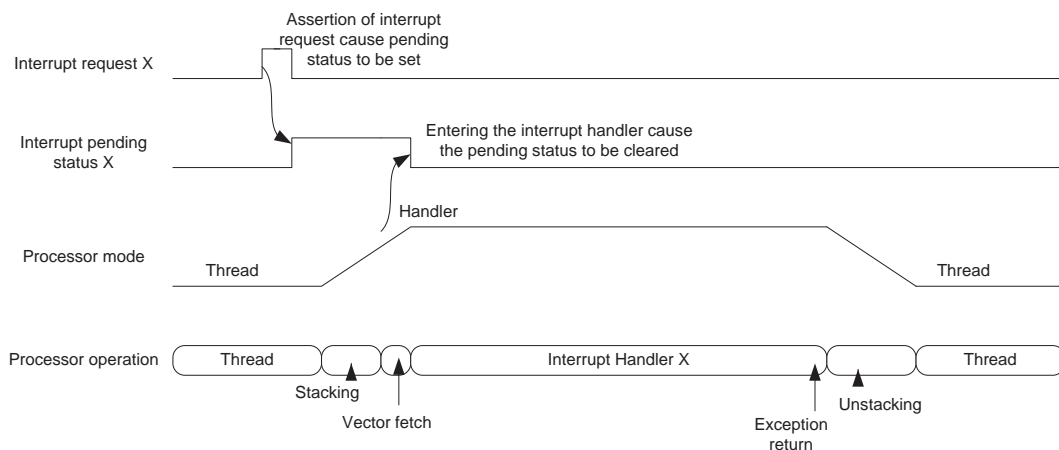 Assertion of interrupt
request cause pending
status to be set
Interrupt request X
Interrupt pending
status X
Entering the interrupt handler cause
the pending status to be cleared
Handler
Processor mode
Thread
Thread
Processor operation
Thread
Interrupt Handler X
Thread
Stacking
Vector fetch
Exception
return
Unstacking